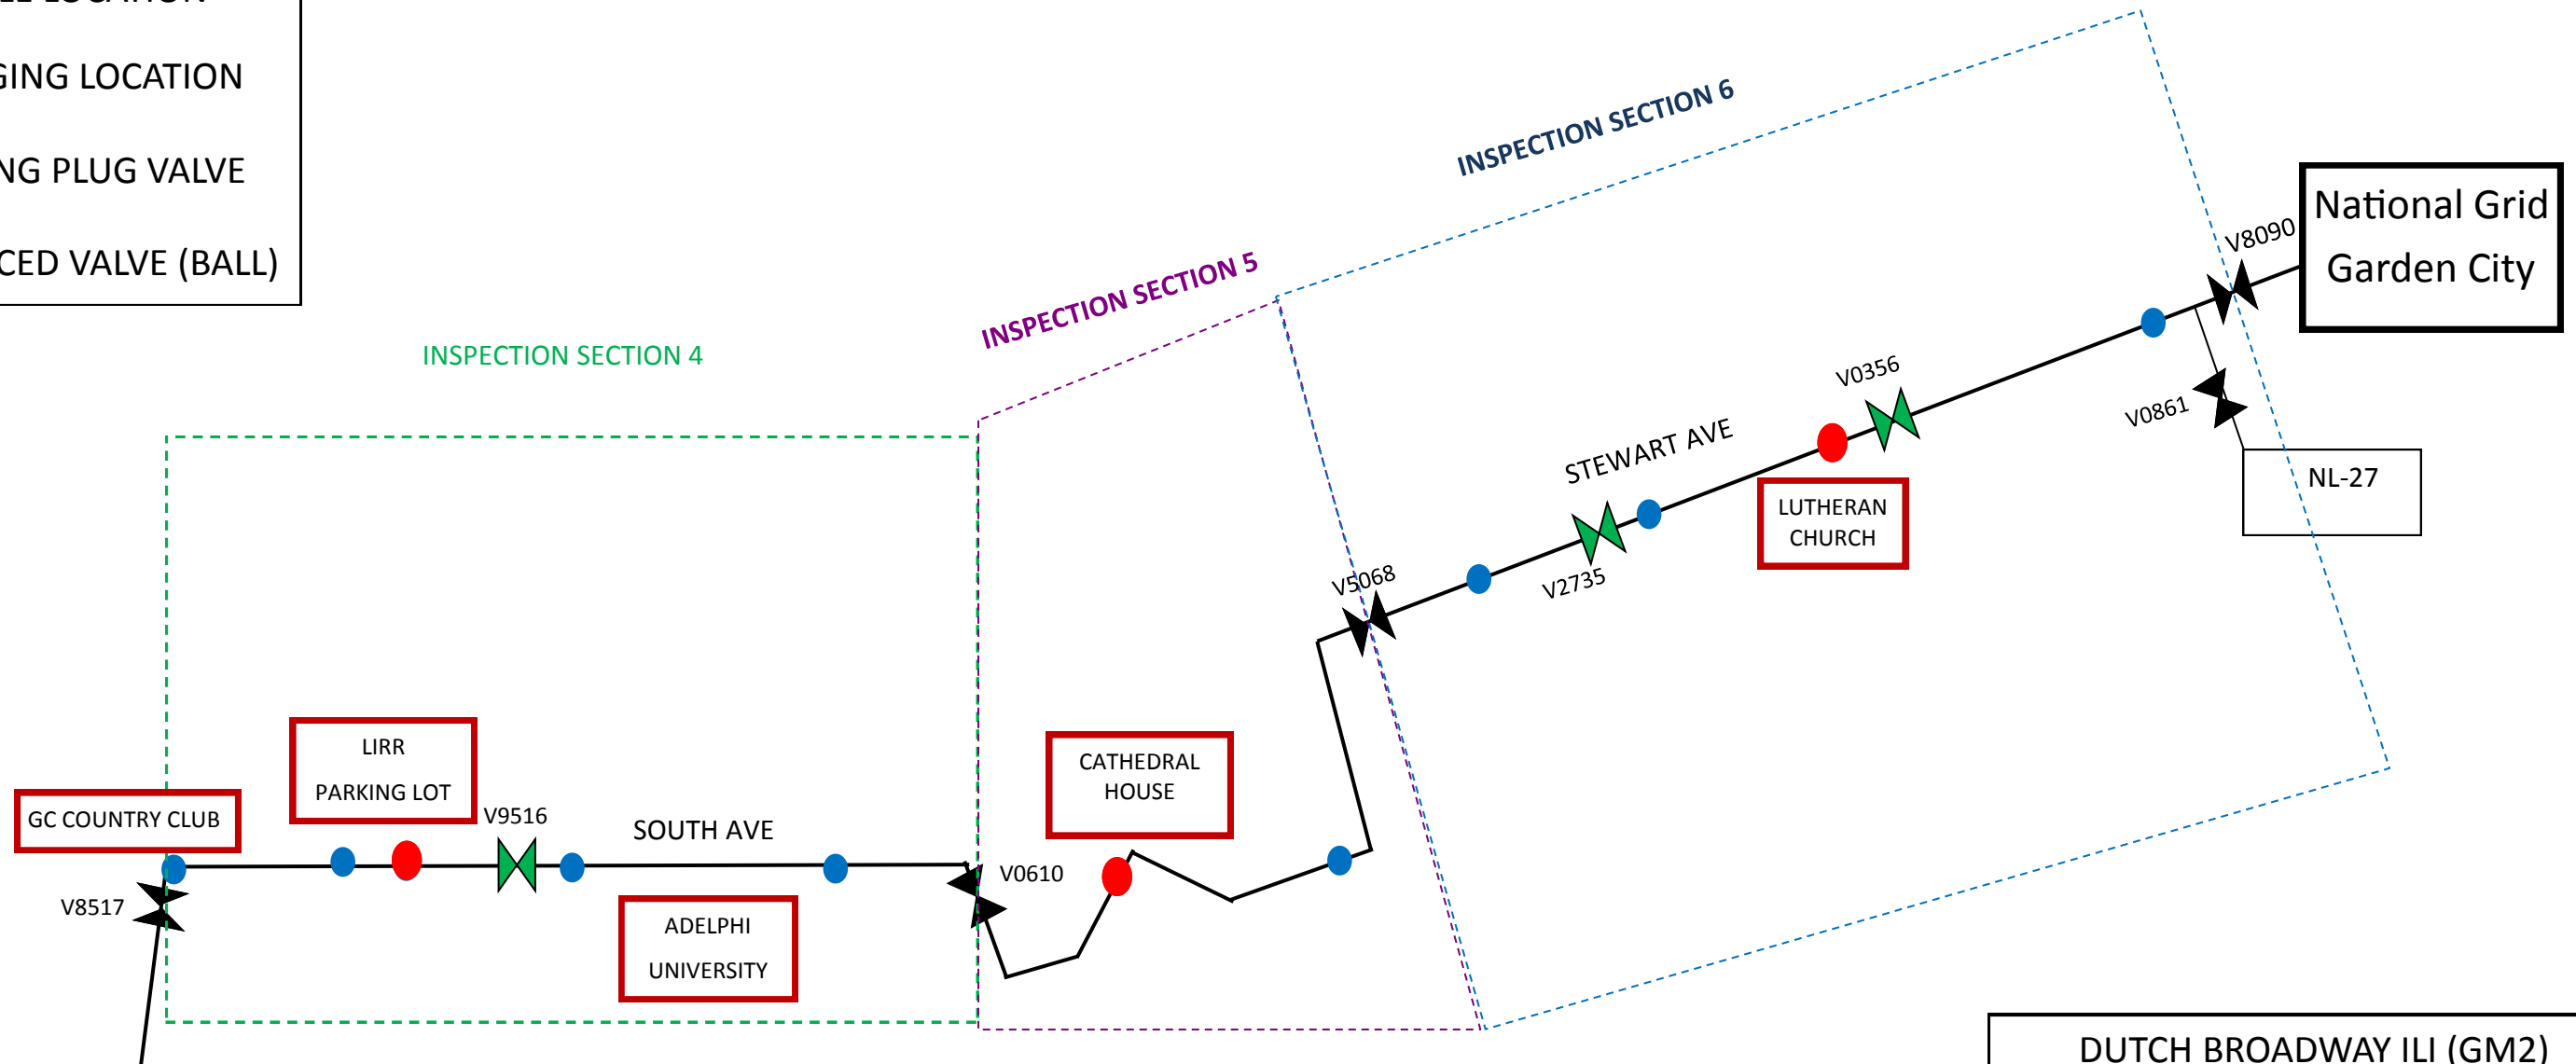 LOCATION
GING LOCATION
NG PLUG VALVE
CED VALVE (BALL)
INSPECTION SECTION 6
National Grid
Garden City
V8090
INSPECTION SECTION 5
INSPECTION SECTION 4
V0356
V0861
STEWART AVE
NL-27
LUTHERAN
CHURCH
V5068
V2735
LIRR
PARKING LOT
CATHEDRAL
HOUSE
GC COUNTRY CLUB
V9516
SOUTH AVE
V0610
V8517
ADELPHI
UNIVERSITY
DUTCH BROADWAY ILI (GM2)